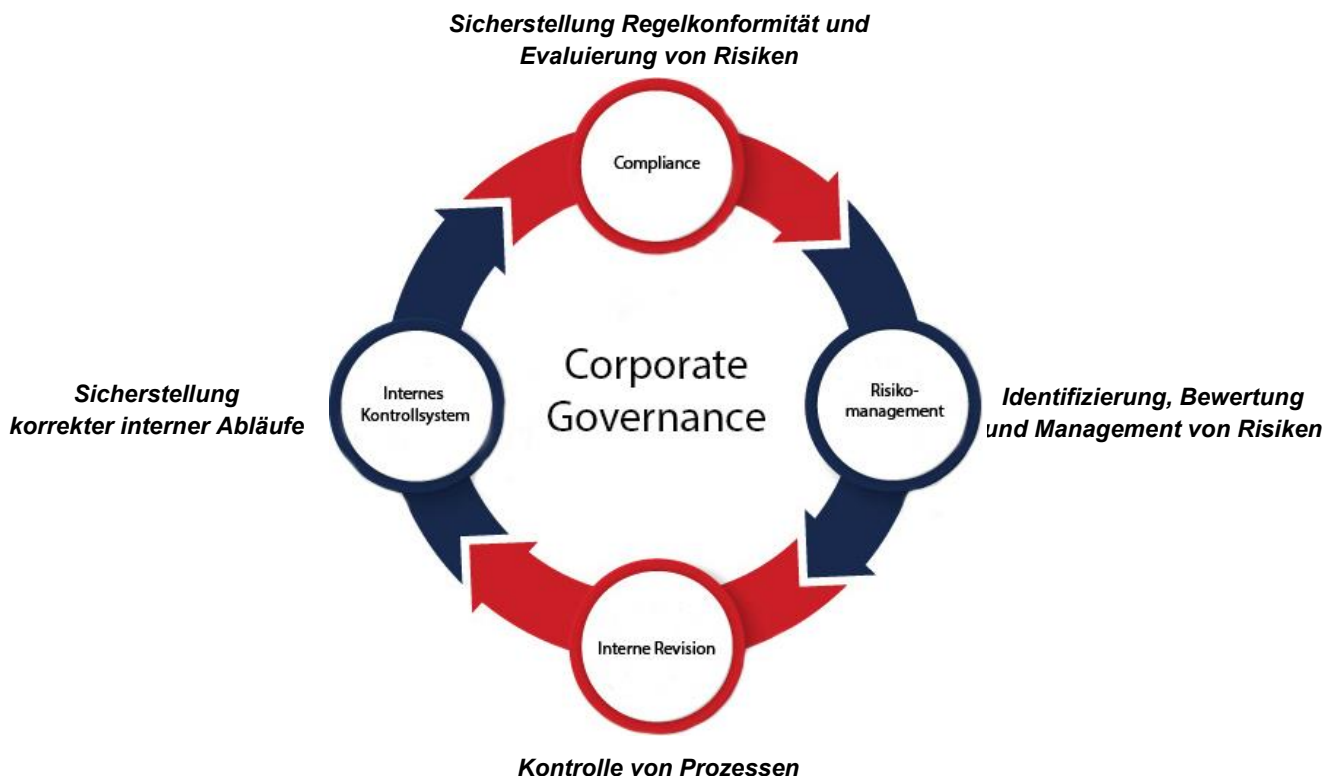 Sicherstellung Regelkonformität und
Evaluierung von Risiken
Compliance
Sicherstellung
korrekter interner Abläufe
Internes
Kontrollsystem
Corporate
Governance
Risiko-
management
Identifizierung, Bewertung
und Management von Risiken
Interne Revision
Kontrolle von Prozessen